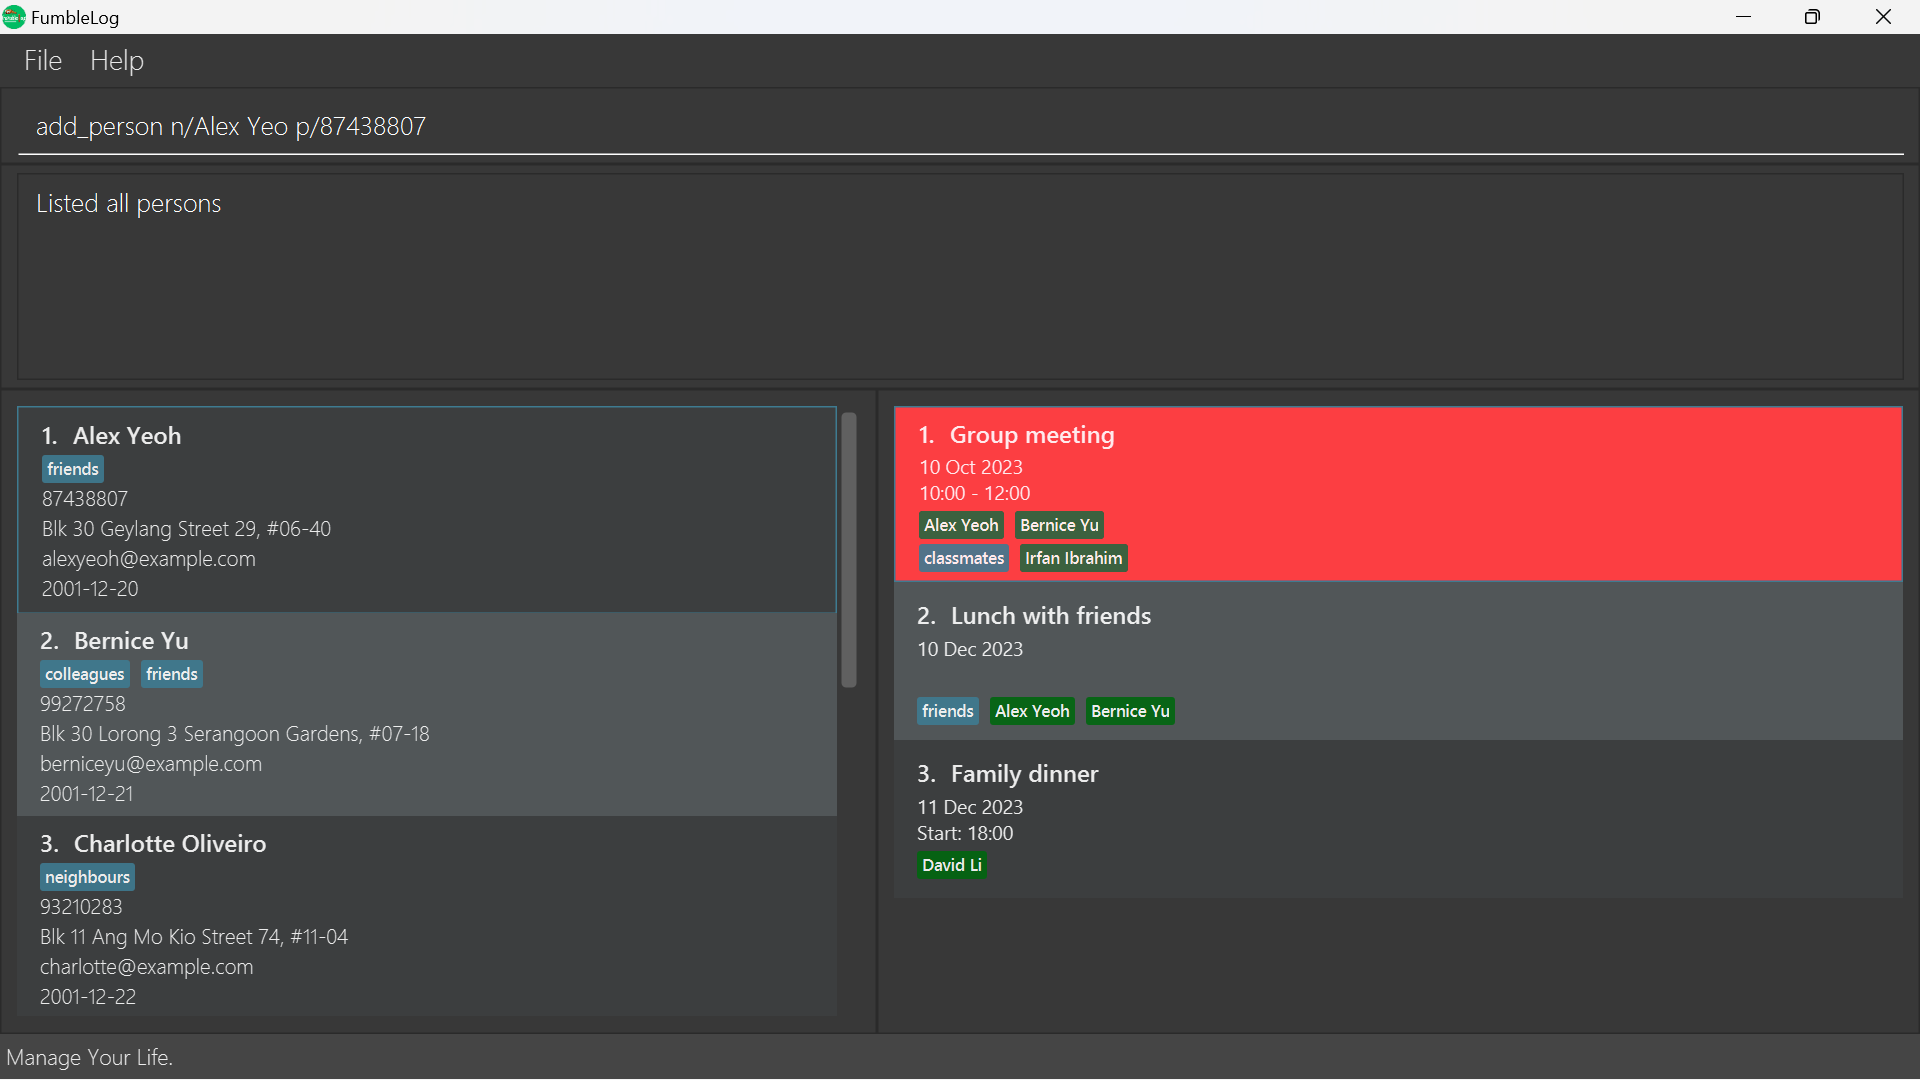 FumbleLog
File Help
add_person n/Alex Yeo p/87438807
Listed all persons
1. Alex Yeoh
friends
87438807
Blk 30 Geylang Street 29, #06-40
alexyeoh@example.com
2001-12-20
2. Bernice Yu
colleagues friends
99272758
Blk 30 Lorong 3 Serangoon Gardens, #07-18
berniceyu@example.com
2001-12-21
3. Charlotte Oliveiro
neighbours
93210283
Blk 11 Ang Mo Kio Street 74, #11-04
charlotte@example.com
2001-12-22
1. Group meeting
10 Oct 2023
10:00 - 12:00
Alex Yeoh Bernice Yu
classmates Irfan Ibrahim
2. Lunch with friends
10 Dec 2023
friends Alex Yeoh Bernice Yu
3. Family dinner
11 Dec 2023
Start: 18:00
David Li
Manage Your Life.